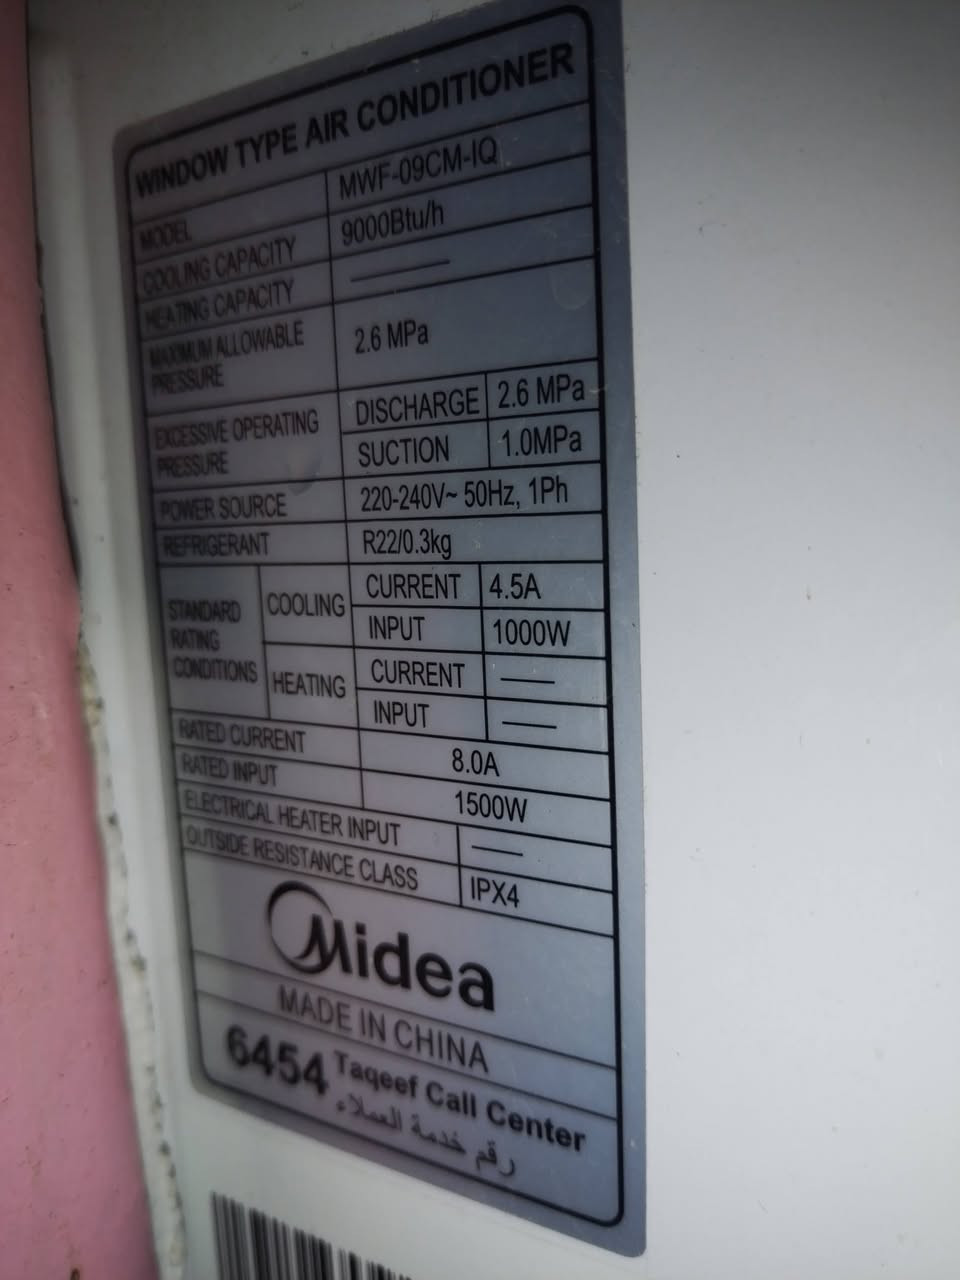 WINDOW TYPE AIR CONDITIONER
MODEL MWF-09CM-IQ
COOLING CAPACITY 9000Btu/h
HEATING CAPACITY ——
MAXIMUM ALLOWABLE PRESSURE 2.6 MPa
EXCESSIVE OPERATING PRESSURE DISCHARGE 2.6 MPa
SUCTION 1.0MPa
POWER SOURCE 220-240V~ 50Hz, 1Ph
REFRIGERANT R22/0.3kg
STANDARD RATING CONDITIONS COOLING CURRENT 4.5A
INPUT 1000W
HEATING CURRENT ——
INPUT ——
RATED CURRENT 8.0A
RATED INPUT 1500W
ELECTRICAL HEATER INPUT ——
OUTSIDE RESISTANCE CLASS IPX4
Midea
MADE IN CHINA
6454 Taqeef Call Center
رقم خدمة العملاء